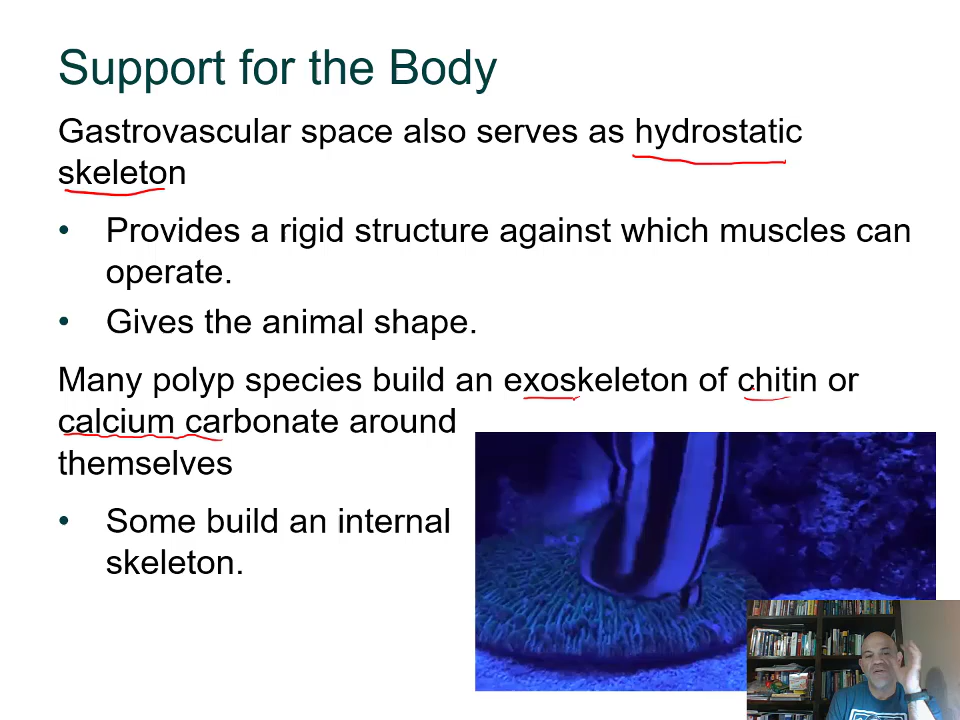 Support for the Body
Gastrovascular space also serves as hydrostatic
skeleton
• Provides a rigid structure against which muscles can
operate.
• Gives the animal shape.
Many polyp species build an exoskeleton of chitin or
calcium carbonate around
themselves
• Some build an internal
skeleton.